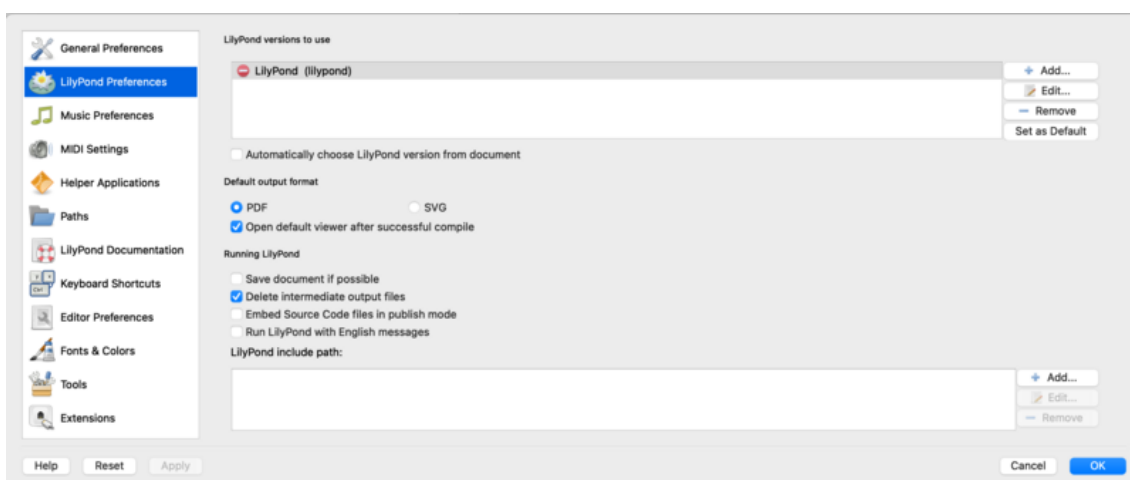 General Preferences
LilyPond Preferences
Music Preferences
MIDI Settings
Helper Applications
Paths
LilyPond Documentation
Keyboard Shortcuts
Editor Preferences
Fonts & Colors
Tools
Extensions
LilyPond versions to use
LilyPond (lilypond)
Add...
Edit...
Remove
Set as Default
Automatically choose LilyPond version from document
Default output format
PDF SVG
Open default viewer after successful compile
Running LilyPond
Save document if possible
Delete intermediate output files
Embed Source Code files in publish mode
Run LilyPond with English messages
LilyPond include path:
Add...
Edit...
Remove
Help Reset Apply Cancel OK